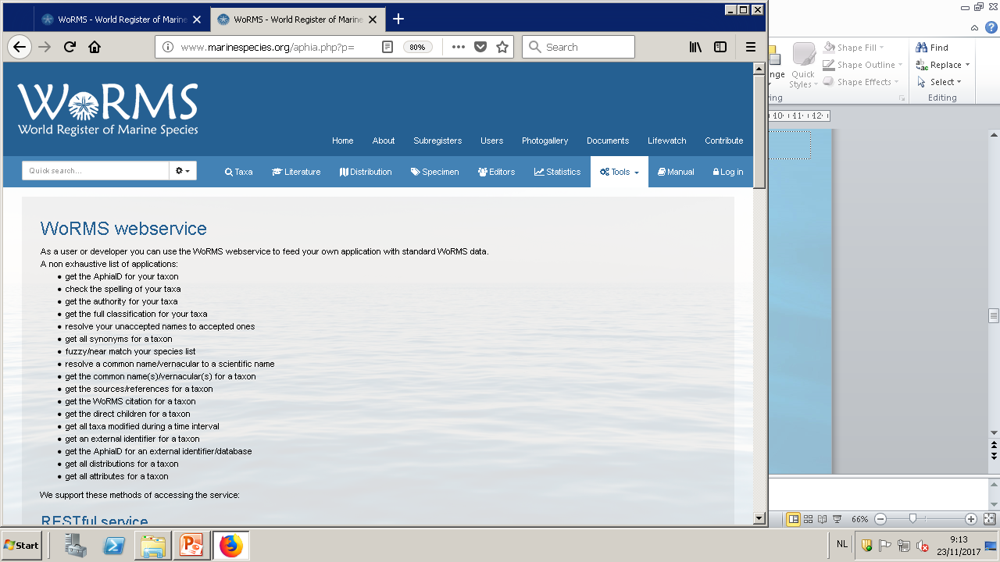 WoRMS - World Register of Marine
WoRMS - World Register of Marine
www.marinespecies.org/aphia.php?p=
80%
Search
WoRMS
World Register of Marine Species
Home About Subregisters Users Photogallery Documents Lifewatch Contribute
Quick search...
Taxa Literature Distribution Specimen Editors Statistics Tools Manual Log in
WoRMS webservice
As a user or developer you can use the WoRMS webservice to feed your own application with standard WoRMS data.
A non exhaustive list of applications:
get the AphiaID for your taxon
check the spelling of your taxa
get the authority for your taxa
get the full classification for your taxa
resolve your unaccepted names to accepted ones
get all synonyms for a taxon
fuzzy/near match your species list
resolve a common name/vernacular to a scientific name
get the common name(s)/vernacular(s) for a taxon
get the sources/references for a taxon
get the WoRMS citation for a taxon
get the direct children for a taxon
get all taxa modified during a time interval
get an external identifier for a taxon
get the AphiaID for an external identifier/database
get all distributions for a taxon
get all attributes for a taxon
We support these methods of accessing the service:
RESTful service
nge
Quick
Styles
Shape Fill
Shape Outline
Shape Effects
ving
Find
Replace
Select
Editing
10 11 12
66%
Start
NL
9:13
23/11/2017